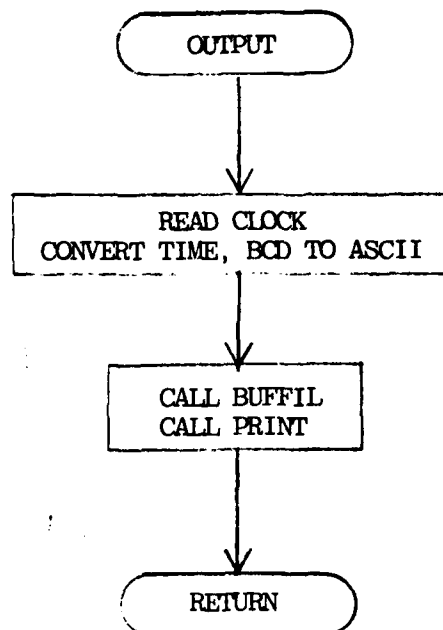 OUTPUT
READ CLOCK
CONVERT TIME, BCD TO ASCII
CALL BUFFIL
CALL PRINT
RETURN